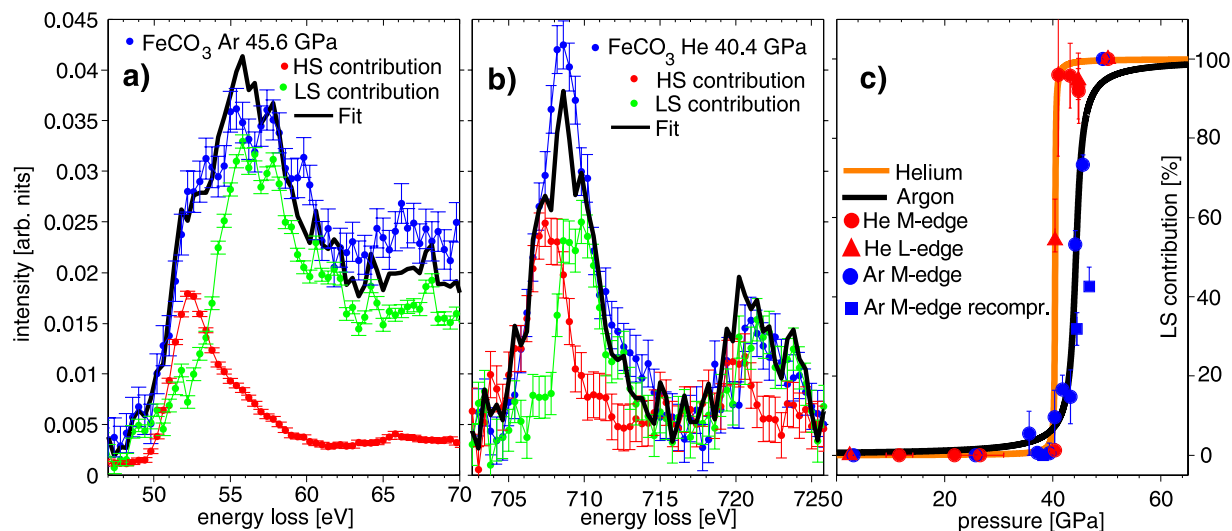 0.045
0.04
0.035
0.03
0.025
0.02
0.015
0.01
0.005
0
intensity [arb. nits]
a)
FeCO3 Ar 45.6 GPa
HS contribution
LS contribution
Fit
50 55 60 65 70
energy loss [eV]
b)
FeCO3 He 40.4 GPa
HS contribution
LS contribution
Fit
705 710 715 720 725
energy loss [eV]
c)
Helium
Argon
He M-edge
He L-edge
Ar M-edge
Ar M-edge recompr.
0 20 40 60
pressure [GPa]
100
80
60
40
20
0
LS contribution [%]